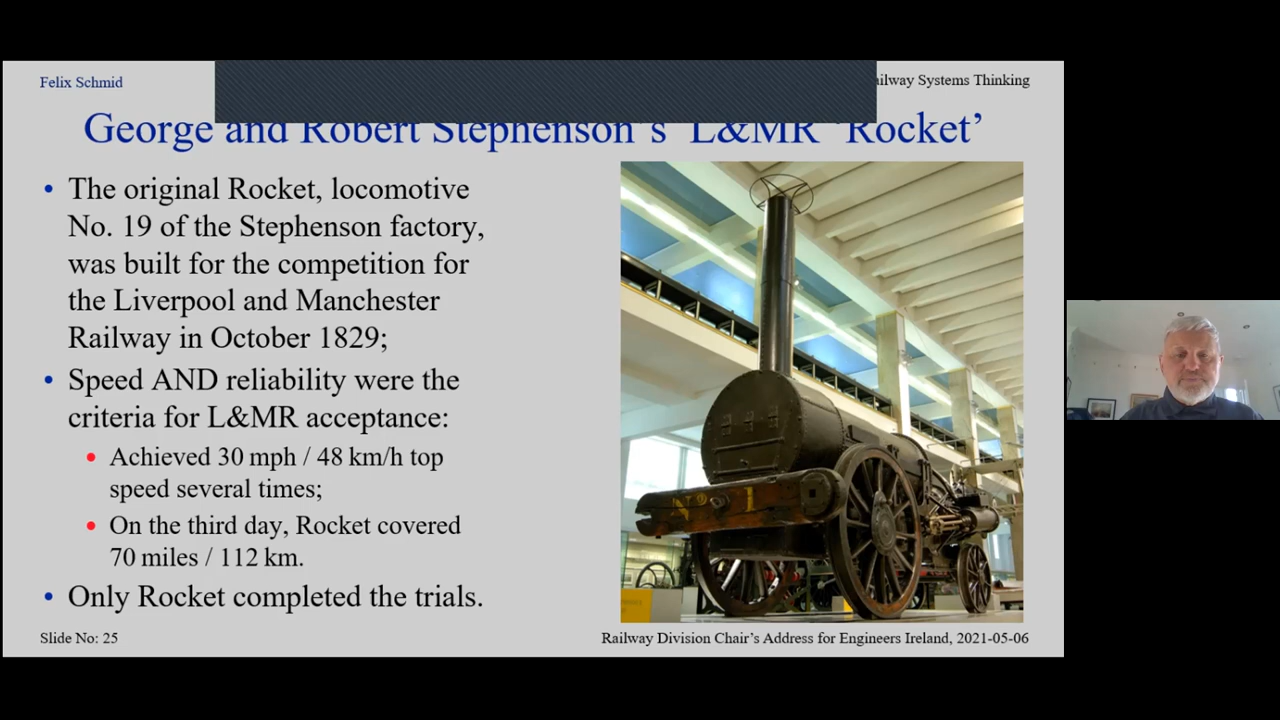 Felix Schmid
ailway Systems Thinking
George and Robert Stephenson's L&MR 'Rocket'
• The original Rocket, locomotive
No. 19 of the Stephenson factory,
was built for the competition for
the Liverpool and Manchester
Railway in October 1829;
• Speed AND reliability were the
criteria for L&MR acceptance:
• Achieved 30 mph / 48 km/h top
speed several times;
• On the third day, Rocket covered
70 miles / 112 km.
• Only Rocket completed the trials.
No 1
Slide No: 25
Railway Division Chair's Address for Engineers Ireland, 2021-05-06